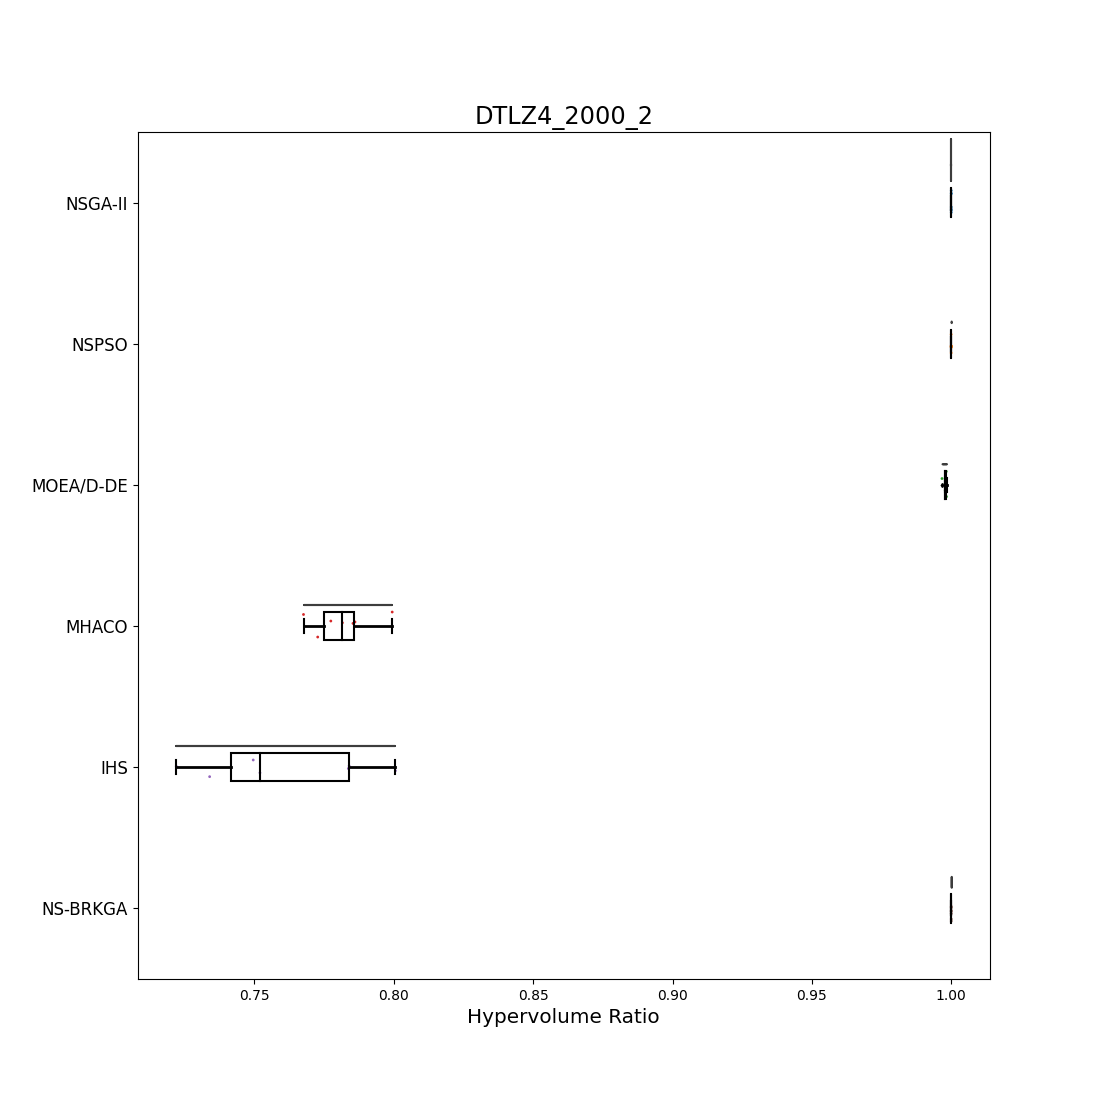 DTLZ4_2000_2
NSGA-II
NSPSO
MOEA/D-DE
MHACO
IHS
NS-BRKGA
0.75 0.80 0.85 0.90 0.95 1.00
Hypervolume Ratio